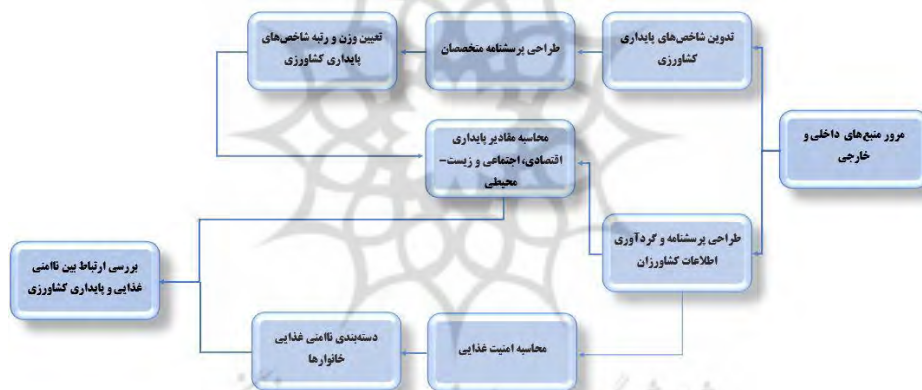 مرور منبع‌های داخلی و
خارجی
تدوین شاخص‌های پایداری
کشاورزی
طراحی پرسشنامه متخصصان
تعیین وزن و رتبه شاخص‌های
پایداری کشاورزی
محاسبه مقادیر پایداری
اقتصادی، اجتماعی و زیست-
محیطی
طراحی پرسشنامه و گردآوری
اطلاعات کشاورزان
محاسبه امنیت غذایی
دسته‌بندی ناامنی غذایی
خانوارها
بررسی ارتباط بین ناامنی
غذایی و پایداری کشاورزی